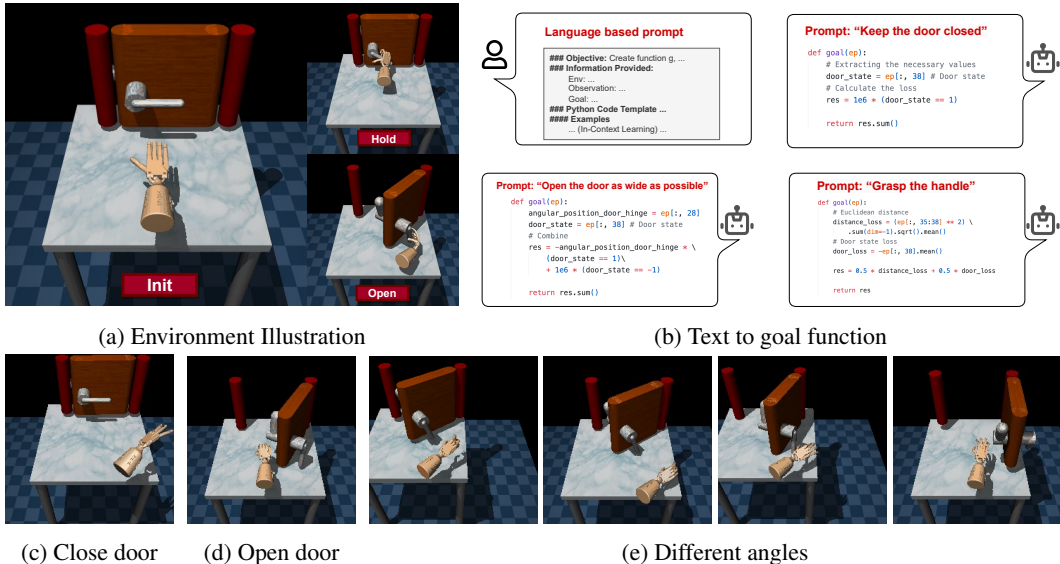 Hold
Init
Open
(a) Environment Illustration
Language based prompt
### Objective: Create function g, ...
### Information Provided:
Env: ...
Observation: ...
Goal: ...
### Python Code Template ...
#### Examples
... (In-Context Learning) ...
Prompt: “Keep the door closed”
def goal(ep):
# Extracting the necessary values
door_state = ep[:, 38] # Door state
# Calculate the loss
res = 1e6 * (door_state == 1)
return res.sum()
Prompt: “Open the door as wide as possible”
def goal(ep):
angular_position_door_hinge = ep[:, 28]
door_state = ep[:, 38] # Door state
# Combine
res = -angular_position_door_hinge * \
(door_state == 1)\
+ 1e6 * (door_state == -1)
return res.sum()
Prompt: “Grasp the handle”
def goal(ep):
# Euclidean distance
distance_loss = (ep[:, 35:38] ** 2) \
.sum(dim=-1).sqrt().mean()
# Door state loss
door_loss = -ep[:, 38].mean()
res = 0.5 * distance_loss + 0.5 * door_loss
return res
(b) Text to goal function
(c) Close door
(d) Open door
(e) Different angles